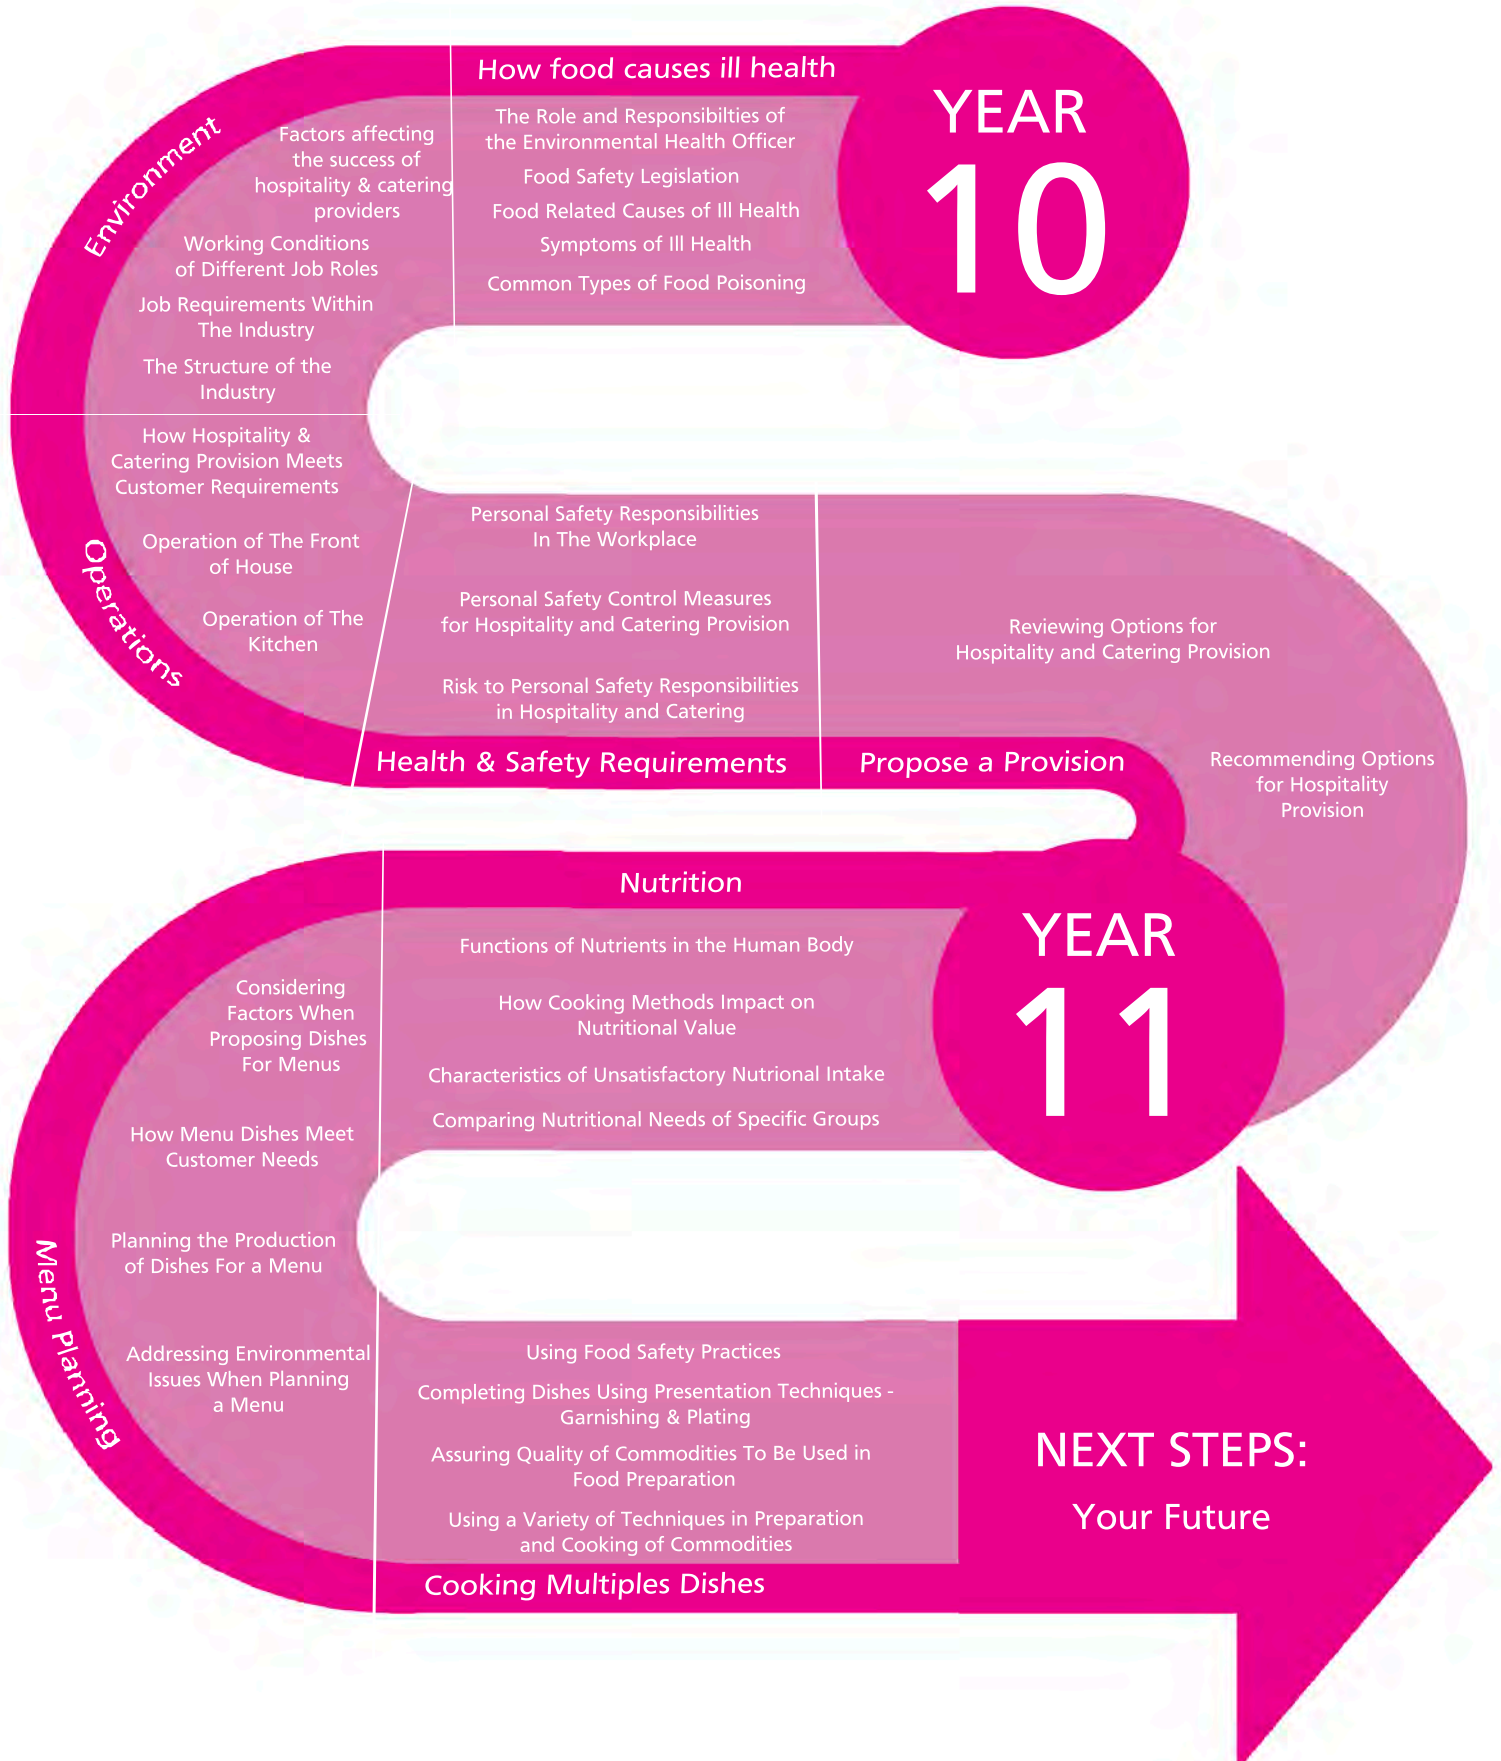 YEAR
10
How food causes ill health
The Role and Responsibilties of
the Environmental Health Officer
Food Safety Legislation
Food Related Causes of Ill Health
Symptoms of Ill Health
Common Types of Food Poisoning
Environment
Factors affecting
the success of
hospitality & catering
providers
Working Conditions
of Different Job Roles
Job Requirements Within
The Industry
The Structure of the
Industry
Operations
How Hospitality &
Catering Provision Meets
Customer Requirements
Operation of The Front
of House
Operation of The
Kitchen
Personal Safety Responsibilities
In The Workplace
Personal Safety Control Measures
for Hospitality and Catering Provision
Risk to Personal Safety Responsibilities
in Hospitality and Catering
Health & Safety Requirements
Propose a Provision
Reviewing Options for
Hospitality and Catering Provision
Recommending Options
for Hospitality
Provision
YEAR
11
Nutrition
Functions of Nutrients in the Human Body
How Cooking Methods Impact on
Nutritional Value
Characteristics of Unsatisfactory Nutrional Intake
Comparing Nutritional Needs of Specific Groups
Menu Planning
Considering
Factors When
Proposing Dishes
For Menus
How Menu Dishes Meet
Customer Needs
Planning the Production
of Dishes For a Menu
Addressing Environmental
Issues When Planning
a Menu
Using Food Safety Practices
Completing Dishes Using Presentation Techniques -
Garnishing & Plating
Assuring Quality of Commodities To Be Used in
Food Preparation
Using a Variety of Techniques in Preparation
and Cooking of Commodities
Cooking Multiples Dishes
NEXT STEPS:
Your Future